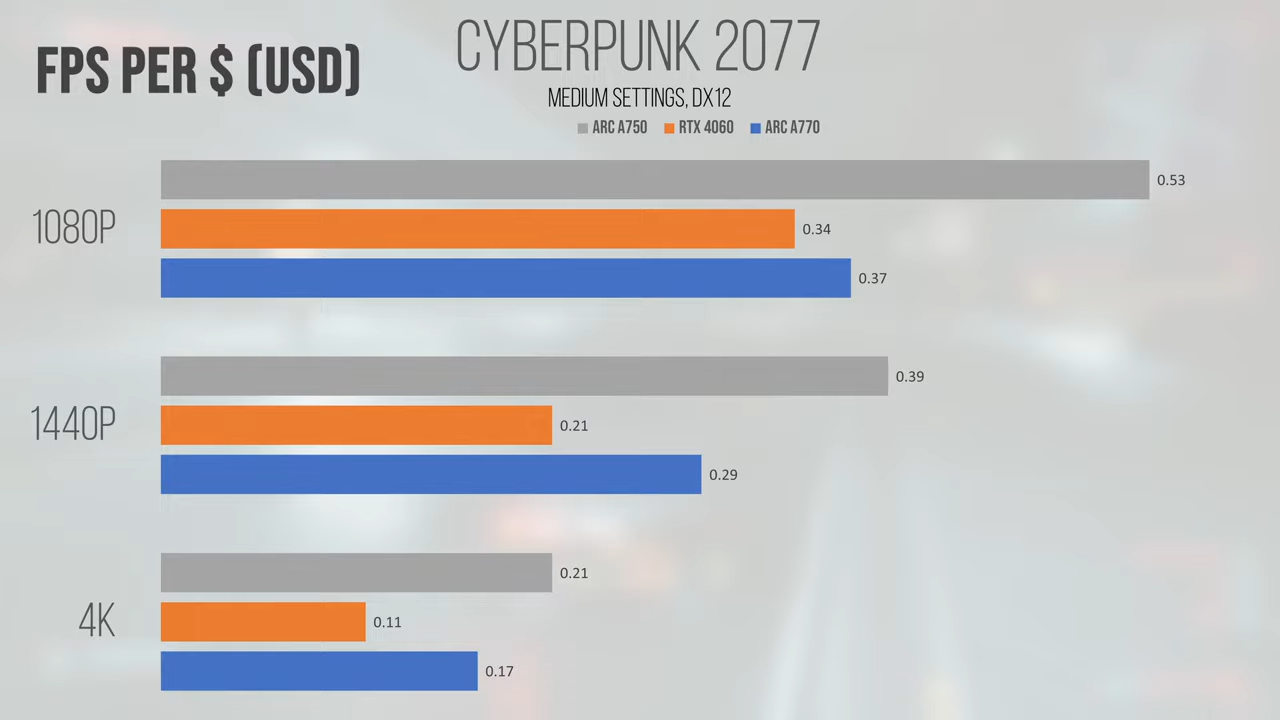 FPS PER $ (USD)
CYBERPUNK 2077
MEDIUM SETTINGS, DX12
ARC A750 RTX 4060 ARC A770
1080P
0.53
0.34
0.37
1440P
0.39
0.21
0.29
4K
0.21
0.11
0.17